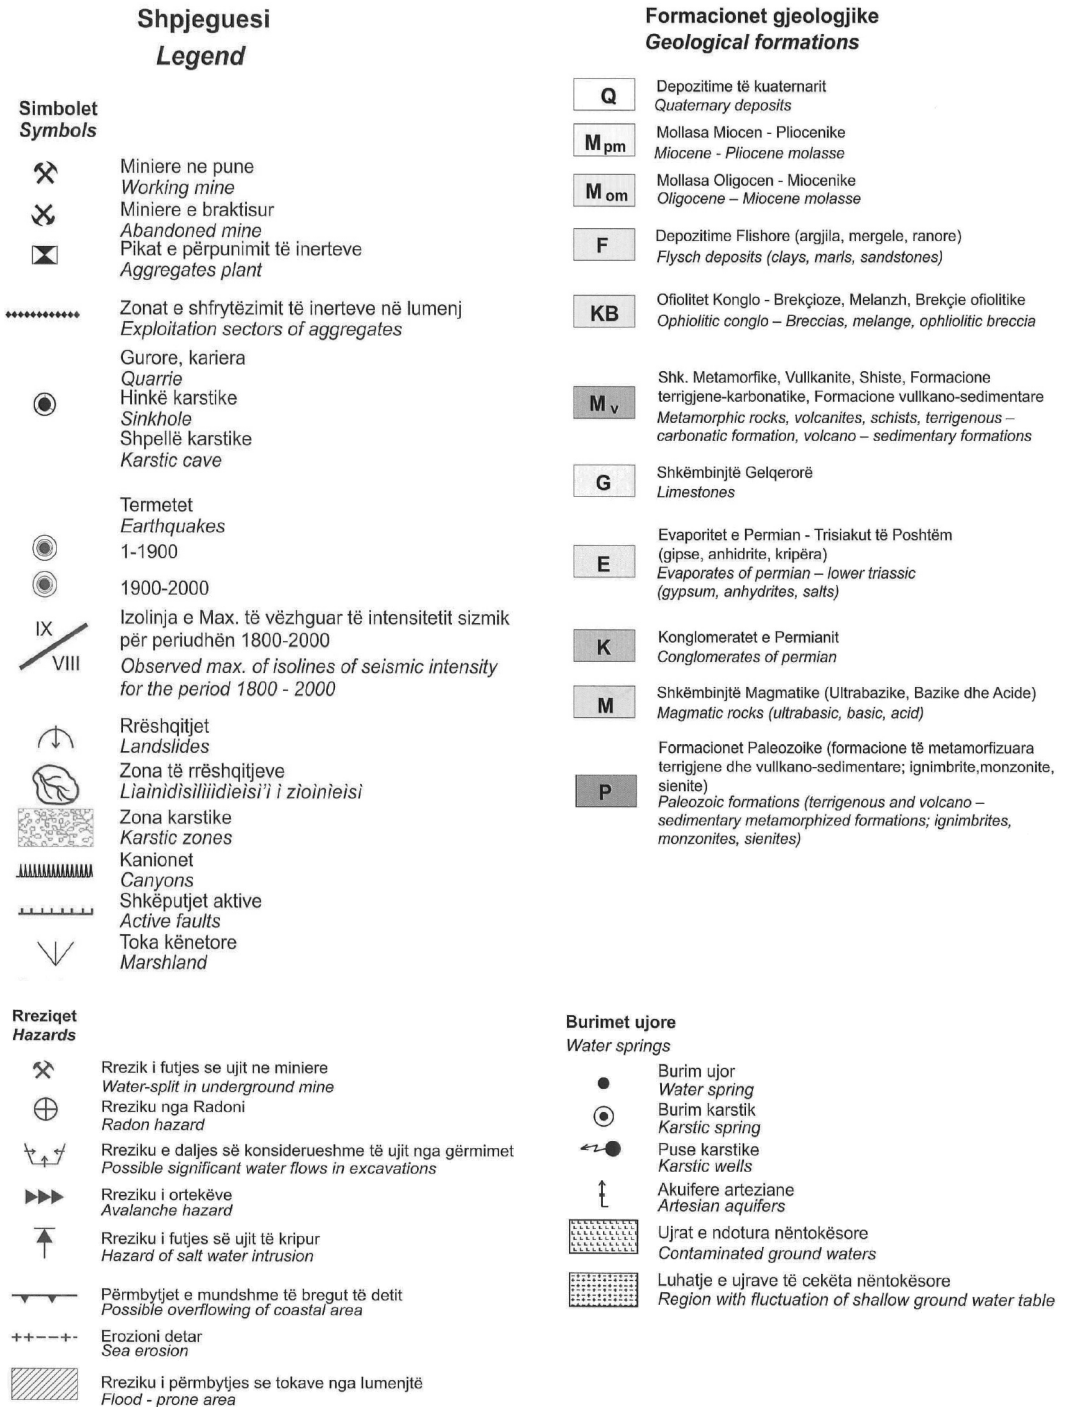 Shpjeguesi
Legend
Simbolet
Symbols
Miniere ne pune
Working mine
Miniere e braktisur
Abandoned mine
Pikat e përpunimit të inerteve
Aggregates plant
Zonat e shfrytëzimit të inerteve në lumenj
Exploitation sectors of aggregates
Gurore, kariera
Quarrie
Hinkë karstike
Sinkhole
Shpellë karstike
Karstic cave
Termetet
Earthquakes
1-1900
1900-2000
IX
VIII
Izolinja e Max. të vëzhguar të intensitetit sizmik
për periudhën 1800-2000
Observed max. of isolines of seismic intensity
for the period 1800 - 2000
Rrëshqitjet
Landslides
Zona të rrëshqitjeve
Liainidisiliiidieisi'i i zioinieisi
Zona karstike
Karstic zones
Kanionet
Canyons
Shkëputjet aktive
Active faults
Toka kënetore
Marshland
Formacionet gjeologjike
Geological formations
Q
Depozitime të kuaternarit
Quaternary deposits
M pm
Mollasa Miocen - Pliocenike
Miocene - Pliocene molasse
M om
Mollasa Oligocen - Miocenike
Oligocene – Miocene molasse
F
Depozitime Flishore (argjila, mergele, ranore)
Flysch deposits (clays, marls, sandstones)
KB
Ofiolitet Konglo - Brekçioze, Melanzh, Brekçie ofiolitike
Ophiolitic conglo – Breccias, melange, ophliolitic breccia
M v
Shk. Metamorfike, Vullkanite, Shiste, Formacione
terrigjene-karbonatike, Formacione vullkano-sedimentare
Metamorphic rocks, volcanites, schists, terrigenous –
carbonatic formation, volcano – sedimentary formations
G
Shkëmbinjtë Gelqerorë
Limestones
E
Evaporitet e Permian - Trisiakut të Poshtëm
(gipse, anhidrite, kripëra)
Evaporates of permian – lower triassic
(gypsum, anhydrites, salts)
K
Konglomeratet e Permianit
Conglomerates of permian
M
Shkëmbinjtë Magmatike (Ultrabazike, Bazike dhe Acide)
Magmatic rocks (ultrabasic, basic, acid)
P
Formacionet Paleozoike (formacione të metamorfizuara
terrigjene dhe vullkano-sedimentare; ignimbrite,monzonite,
sienite)
Paleozoic formations (terrigenous and volcano –
sedimentary metamorphized formations; ignimbrites,
monzonites, sienites)
Rreziqet
Hazards
Rrezik i futjes se ujit ne miniere
Water-split in underground mine
Rreziku nga Radoni
Radon hazard
Rreziku e daljes së konsiderueshme të ujit nga gërmimet
Possible significant water flows in excavations
Rreziku i ortekëve
Avalanche hazard
Rreziku i futjes së ujit të kripur
Hazard of salt water intrusion
Përmbytjet e mundshme të bregut të detit
Possible overflowing of coastal area
Erozioni detar
Sea erosion
Rreziku i përmbytjes se tokave nga lumenjtë
Flood - prone area
Burimet ujore
Water springs
Burim ujor
Water spring
Burim karstik
Karstic spring
Puse karstike
Karstic wells
Akuifere arteziane
Artesian aquifers
Ujrat e ndotura nëntokësore
Contaminated ground waters
Luhatje e ujrave të cekëta nëntokësore
Region with fluctuation of shallow ground water table